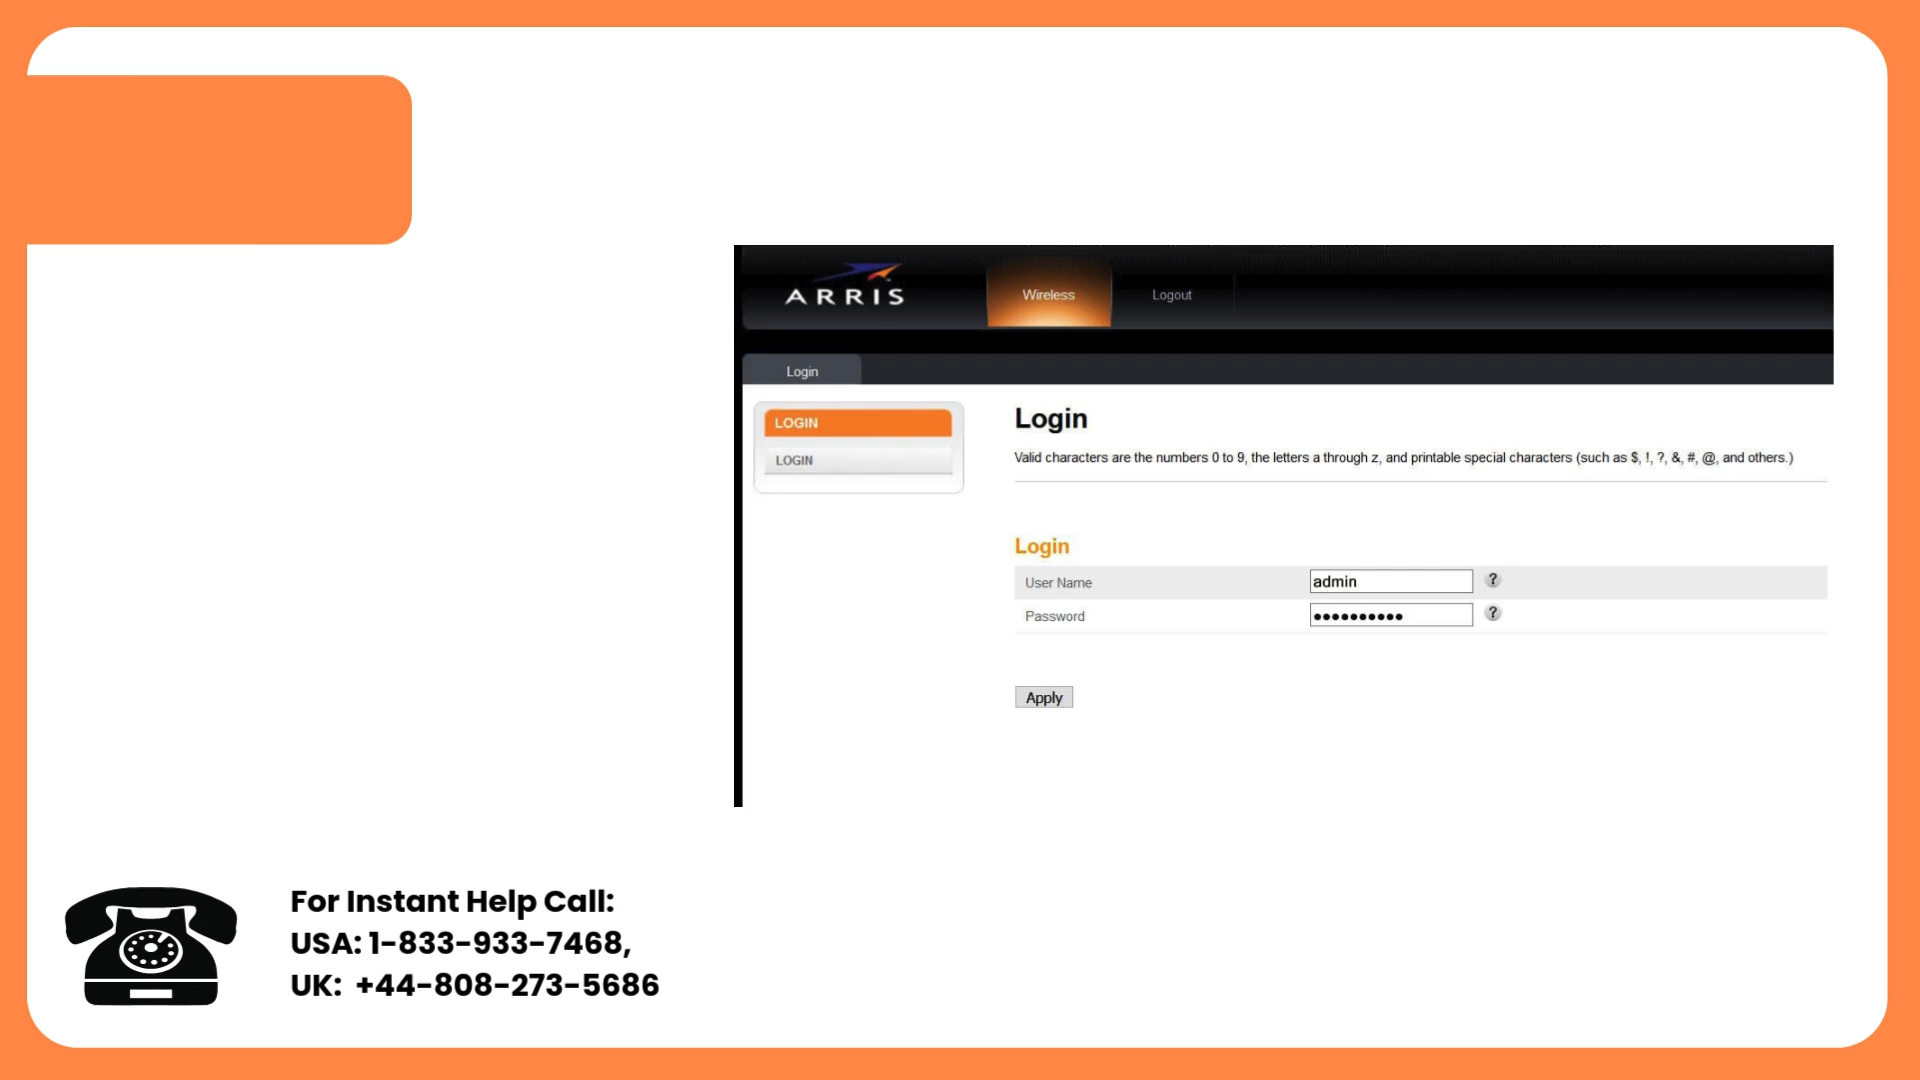 ARRIS
Wireless
Logout
Login
LOGIN
LOGIN
Login
Valid characters are the numbers 0 to 9, the letters a through z, and printable special characters (such as $, !, ?, &, #, @, and others.)
Login
User Name admin ?
Password •••••••••• ?
Apply
For Instant Help Call:
USA: 1-833-933-7468,
UK: +44-808-273-5686